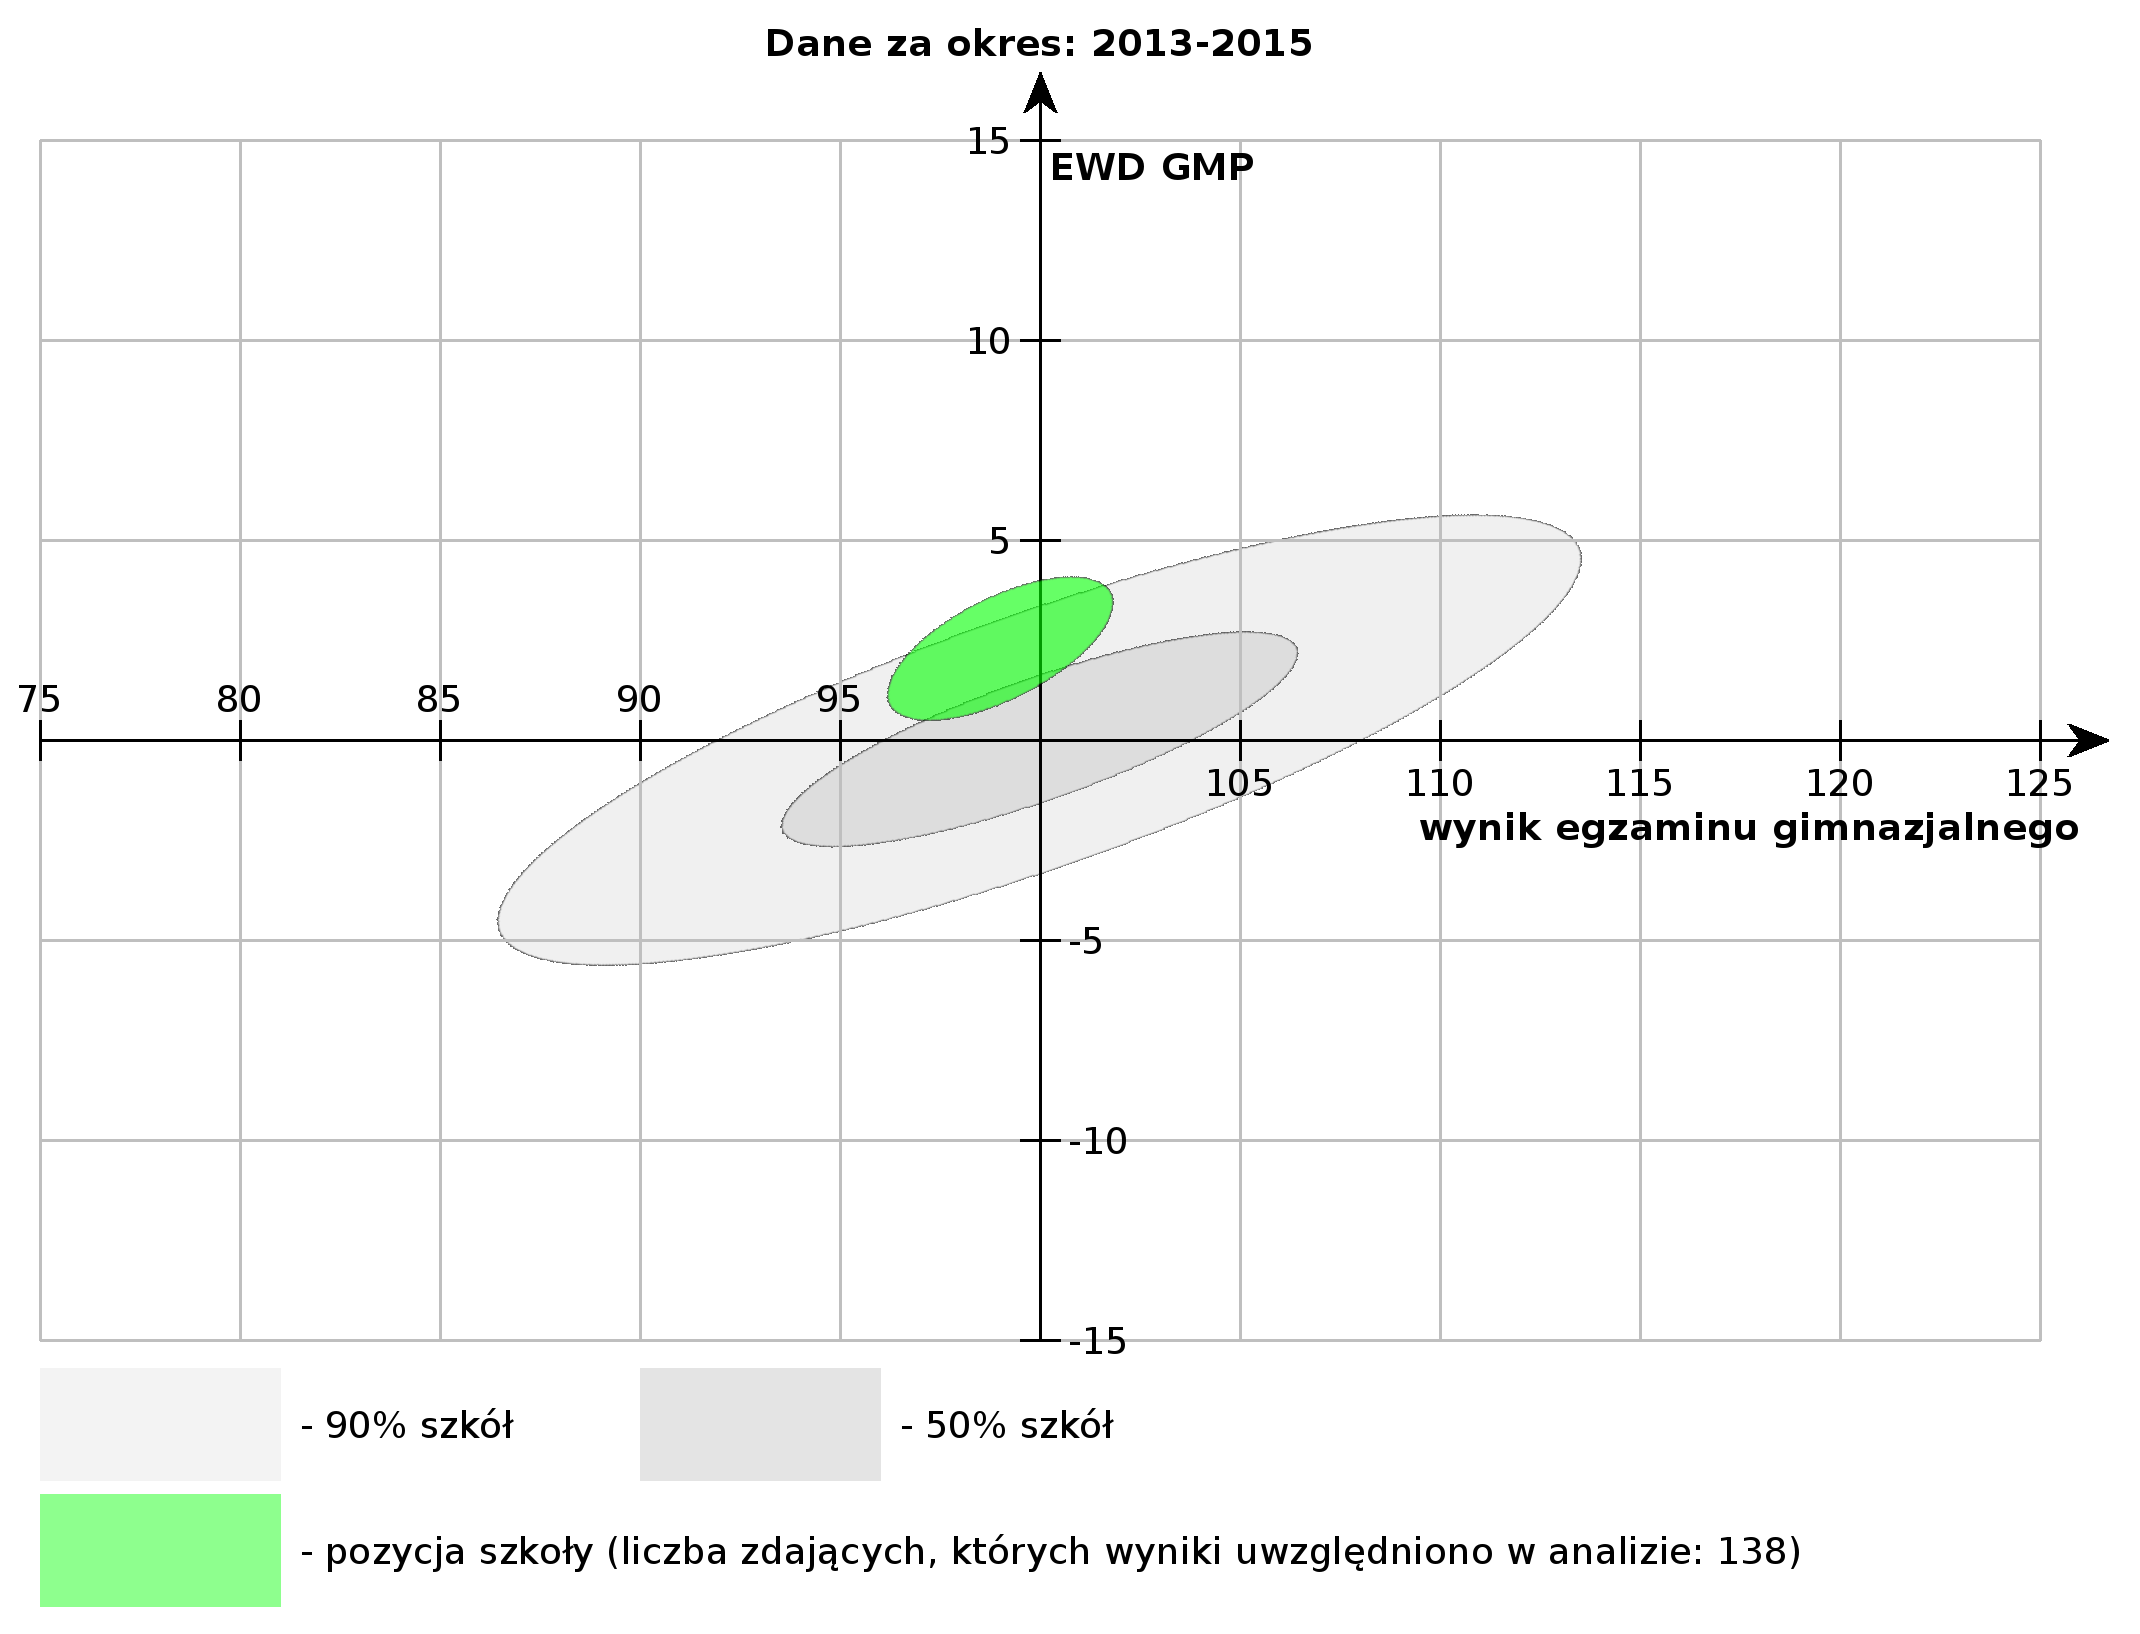 Dane za okres: 2013-2015
15
EWD GMP
10
5
75 80 85 90 95
105 110 115 120 125
wynik egzaminu gimnazjalnego
-5
-10
-15
- 90% szkół - 50% szkół
- pozycja szkoły (liczba zdających, których wyniki uwzględniono w analizie: 138)